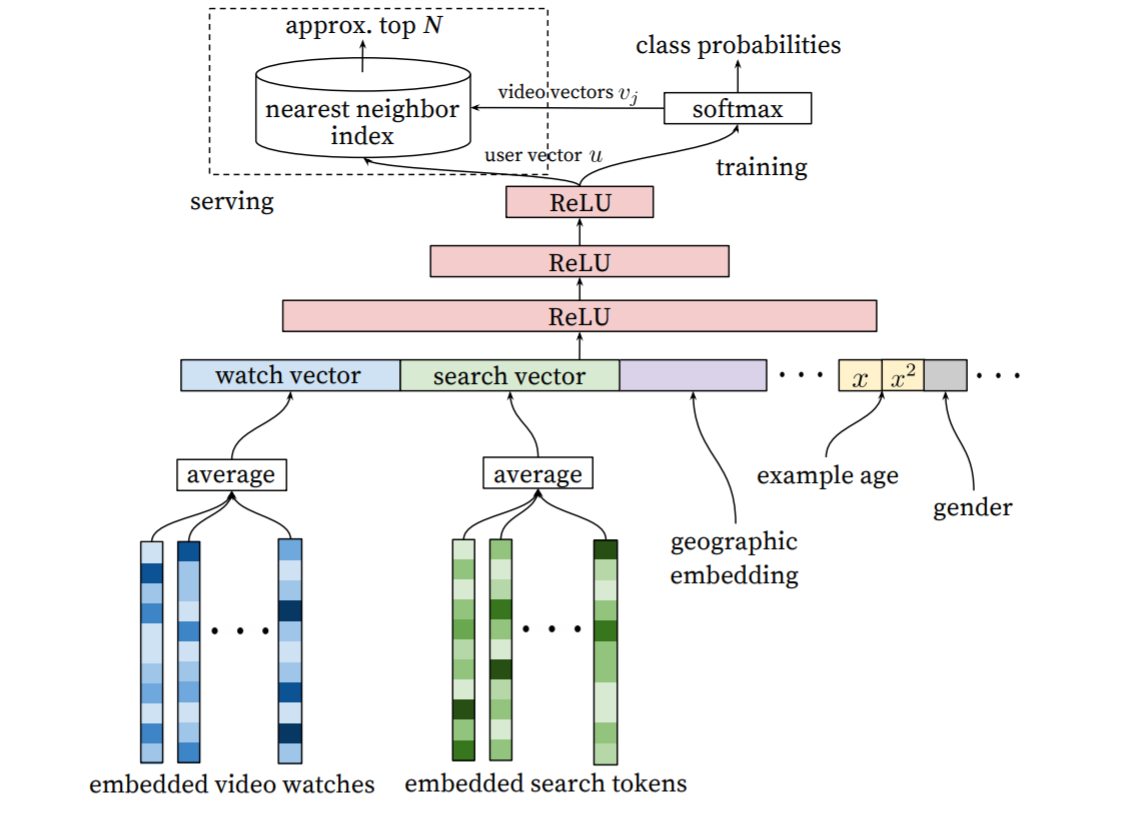 approx. top N
class probabilities
nearest neighbor
index
video vectors v_j
softmax
user vector u
training
serving
ReLU
ReLU
ReLU
watch vector
search vector
. . .
x
x²
. . .
average
average
example age
gender
geographic
embedding
. . .
. . .
embedded video watches
embedded search tokens